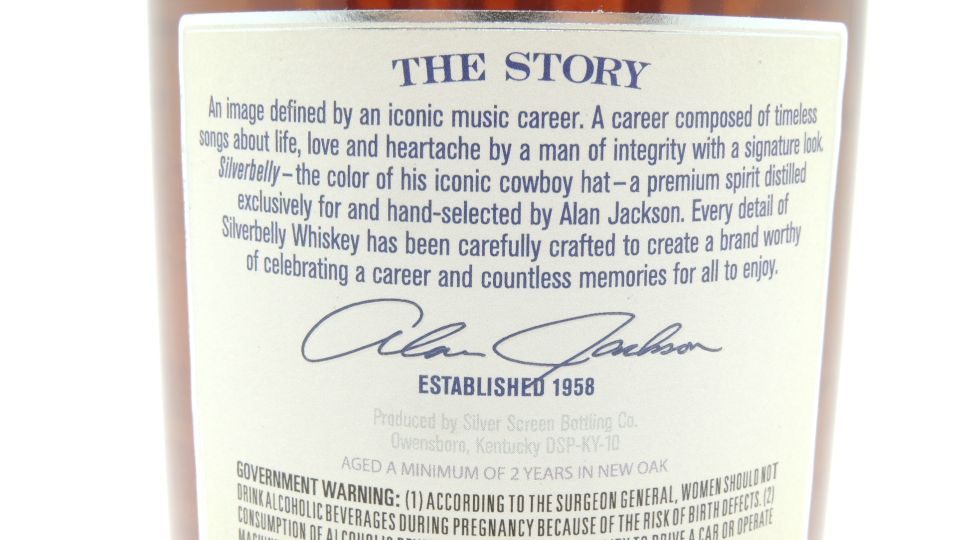 THE STORY
An image defined by an iconic music career. A career composed of timeless
songs about life, love and heartache by a man of integrity with a signature look.
Silverbelly–the color of his iconic cowboy hat–a premium spirit distilled
exclusively for and hand-selected by Alan Jackson. Every detail of
Silverbelly Whiskey has been carefully crafted to create a brand worthy
of celebrating a career and countless memories for all to enjoy.
Alan Jackson
ESTABLISHED 1958
Produced by Silver Screen Bottling Co.
Owensboro, Kentucky DSP-KY-10
AGED A MINIMUM OF 2 YEARS IN NEW OAK
GOVERNMENT WARNING: (1) ACCORDING TO THE SURGEON GENERAL, WOMEN SHOULD NOT
DRINK ALCOHOLIC BEVERAGES DURING PREGNANCY BECAUSE OF THE RISK OF BIRTH DEFECTS. (2)
CONSUMPTION OF ALCOHOLIC TO DRIVE A CAR OR OPERATE